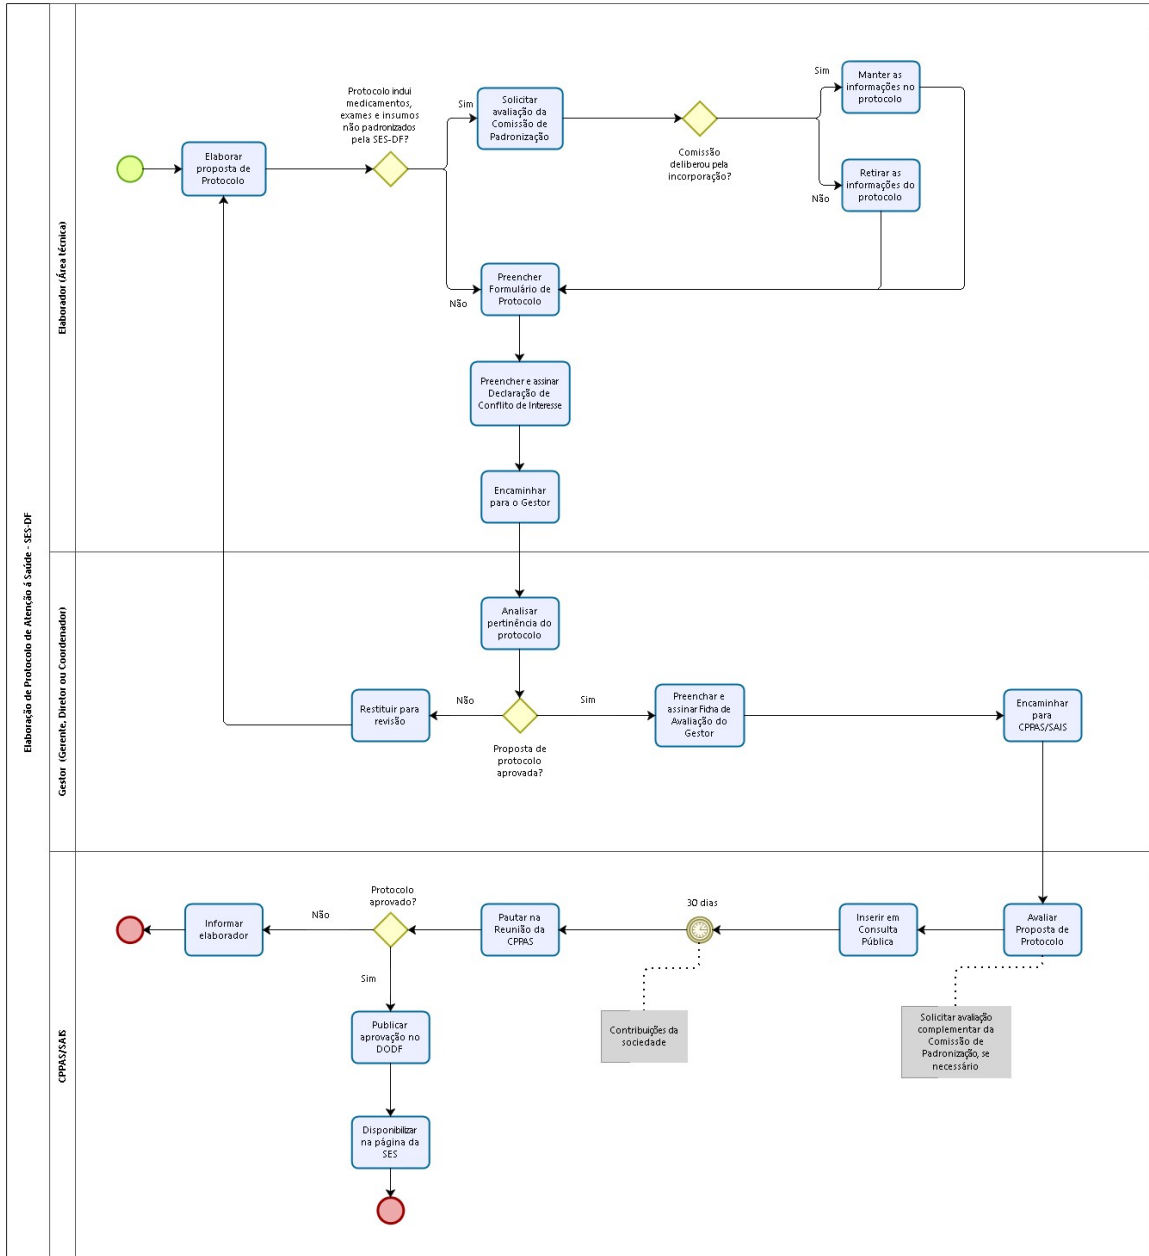 Elaboração de Protocolo de Atenção á Saúde - SES-DF
Elaborador (Área técnica)
Protocolo indui
medicamentos,
exames e insumos
não padronizados
pela SES-DF?
Sim
Solicitar
avaliação da
Comissão de
Padronização
Comissão
deliberou pela
incorporação?
Sim
Manter as
informações no
protocolo
Elaborar
proposta de
Protocolo
Retirar as
informações do
protocolo
Não
Preencher
Formulário de
Protocolo
Não
Preencher e assinar
Declaração de
Conflito de Interesse
Encaminhar
para o Gestor
Gestor (Gerente, Diretor ou Coordenador)
Analisar
pertinência do
protocolo
Restituir para
revisão
Não
Sim
Proposta de
protocolo
aprovada?
Preenchar e
assinar Ficha de
Avaliação do
Gestor
Encaminhar
para
CPPAS/SAIS
CPPAS/SAIS
Informar
elaborador
Não
Protocolo
aprovado?
Sim
Pautar na
Reunião da
CPPAS
30 dias
Inserir em
Consulta
Pública
Avaliar
Proposta de
Protocolo
Publicar
aprovação no
DODF
Contribuições da
sociedade
Solicitar avaliação
complementar da
Comissão de
Padronização, se
necessário
Disponibilizar
na página da
SES